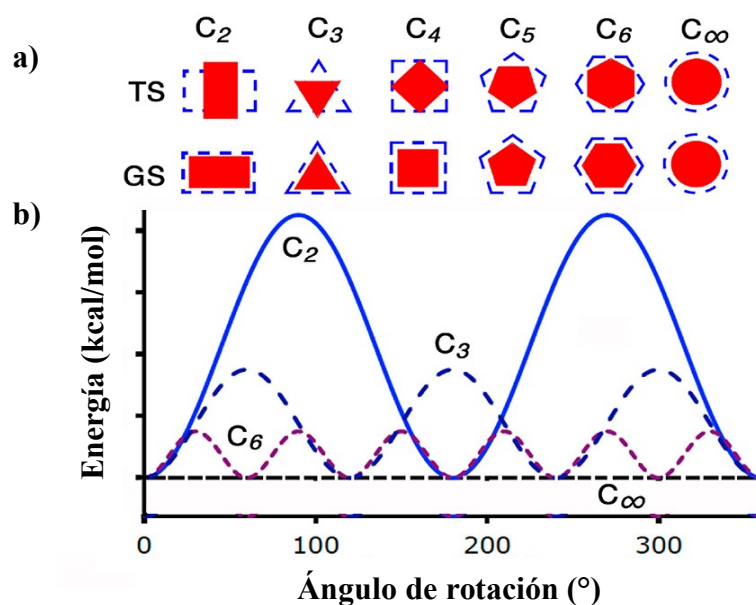 C2 C3 C4 C5 C6 C∞
a)
TS
GS
b)
Energía (kcal/mol)
C2
C3
C6
C∞
0 100 200 300
Ángulo de rotación (°)